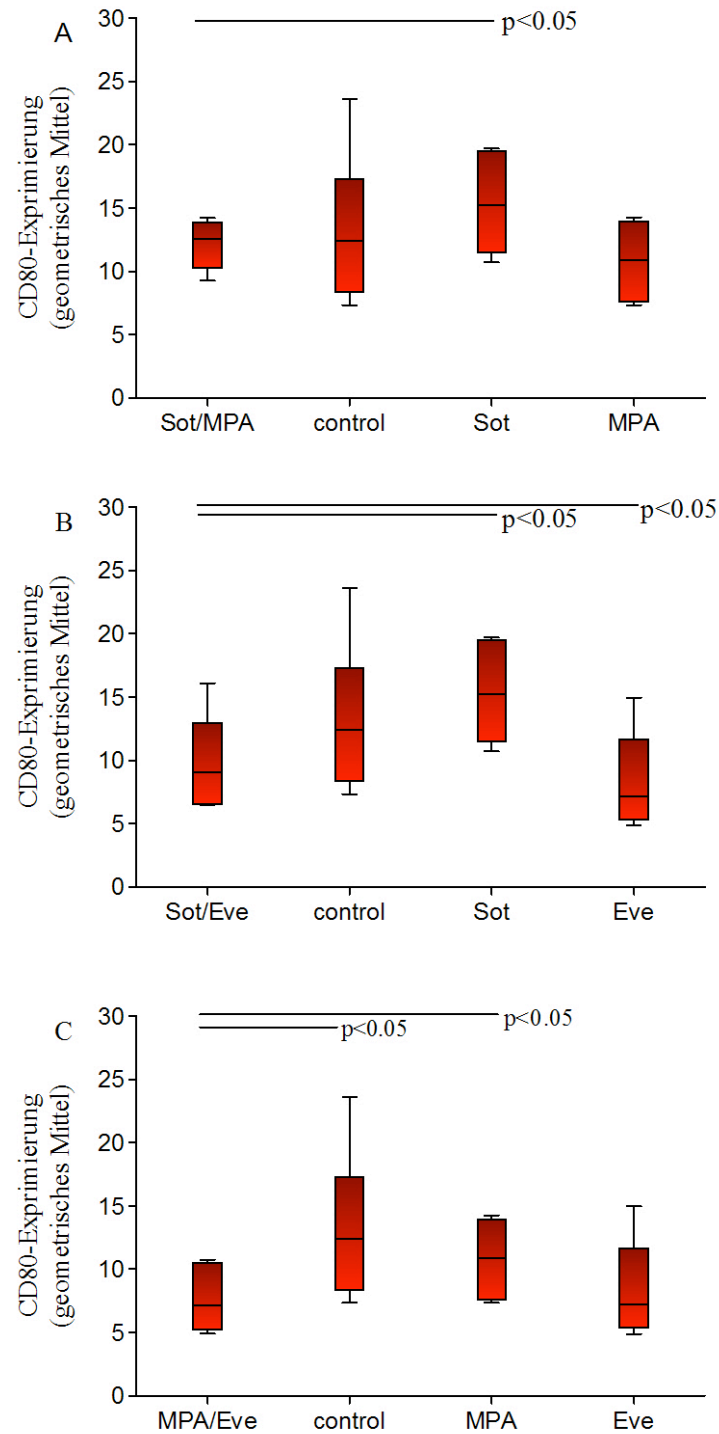 A
p<0.05
CD80-Exprimierung
(geometrisches Mittel)
30
25
20
15
10
5
0
Sot/MPA control Sot MPA
B
p<0.05
p<0.05
CD80-Exprimierung
(geometrisches Mittel)
30
25
20
15
10
5
0
Sot/Eve control Sot Eve
C
p<0.05
p<0.05
CD80-Exprimierung
(geometrisches Mittel)
30
25
20
15
10
5
0
MPA/Eve control MPA Eve